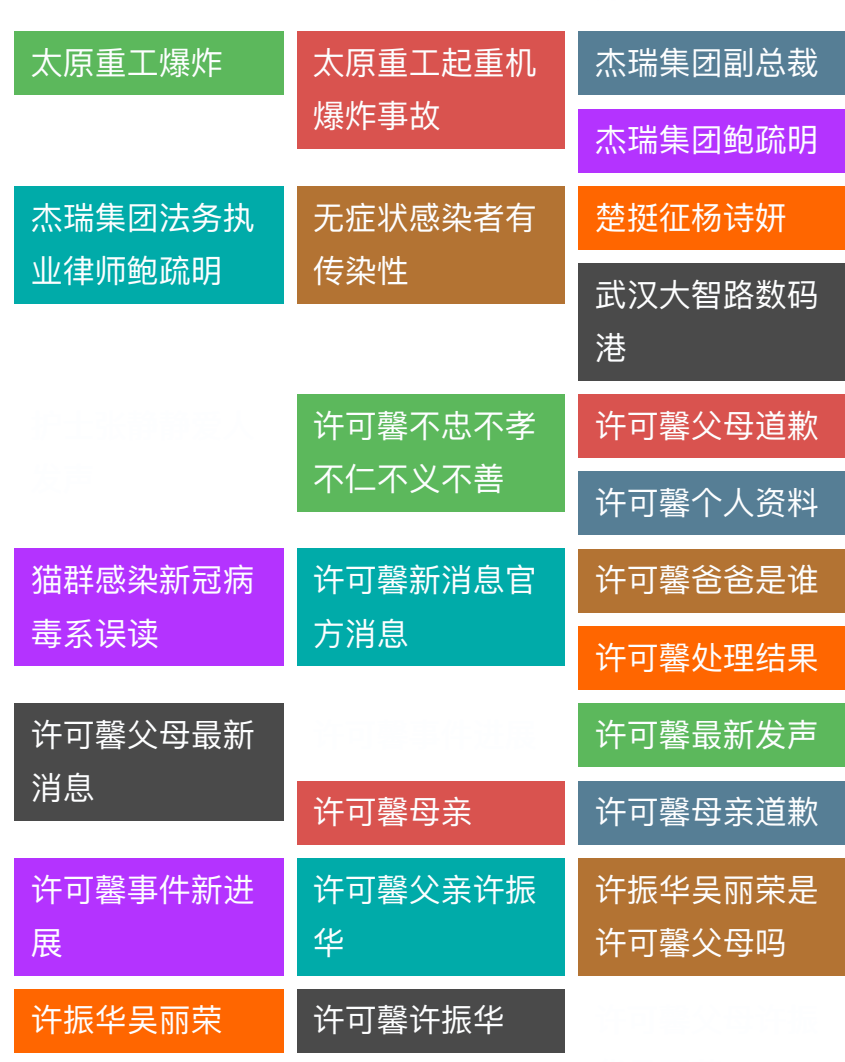 太原重工爆炸
太原重工起重机
爆炸事故
杰瑞集团副总裁
杰瑞集团鲍疏明
杰瑞集团法务执
业律师鲍疏明
无症状感染者有
传染性
楚挺征杨诗妍
武汉大智路数码
港
许可馨不忠不孝
不仁不义不善
许可馨父母道歉
许可馨个人资料
猫群感染新冠病
毒系误读
许可馨新消息官
方消息
许可馨爸爸是谁
许可馨处理结果
许可馨父母最新
消息
许可馨最新发声
许可馨母亲
许可馨母亲道歉
许可馨事件新进
展
许可馨父亲许振
华
许振华吴丽荣是
许可馨父母吗
许振华吴丽荣
许可馨许振华